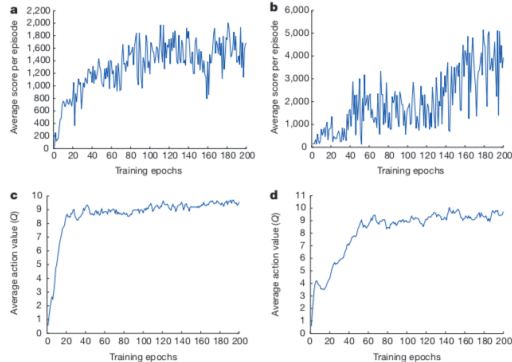 a
Average score per episode
2,200
2,000
1,800
1,600
1,400
1,200
1,000
800
600
400
200
0
0 20 40 60 80 100 120 140 160 180 200
Training epochs
b
Average score per episode
6,000
5,000
4,000
3,000
2,000
1,000
0
0 20 40 60 80 100 120 140 160 180 200
Training epochs
c
Average action value (Q)
10
9
8
7
6
5
4
3
2
1
0
0 20 40 60 80 100 120 140 160 180 200
Training epochs
d
Average action value (Q)
11
10
9
8
7
6
5
4
3
2
1
0
0 20 40 60 80 100 120 140 160 180 200
Training epochs